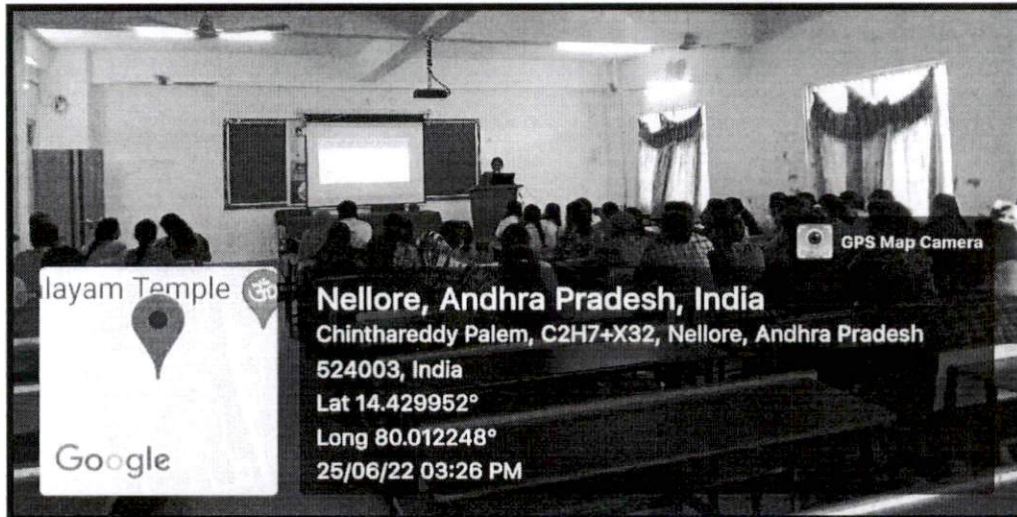 GPS Map Camera
layam Temple
Google
Nellore, Andhra Pradesh, India
Chinthareddy Palem, C2H7+X32, Nellore, Andhra Pradesh
524003, India
Lat 14.429952°
Long 80.012248°
25/06/22 03:26 PM